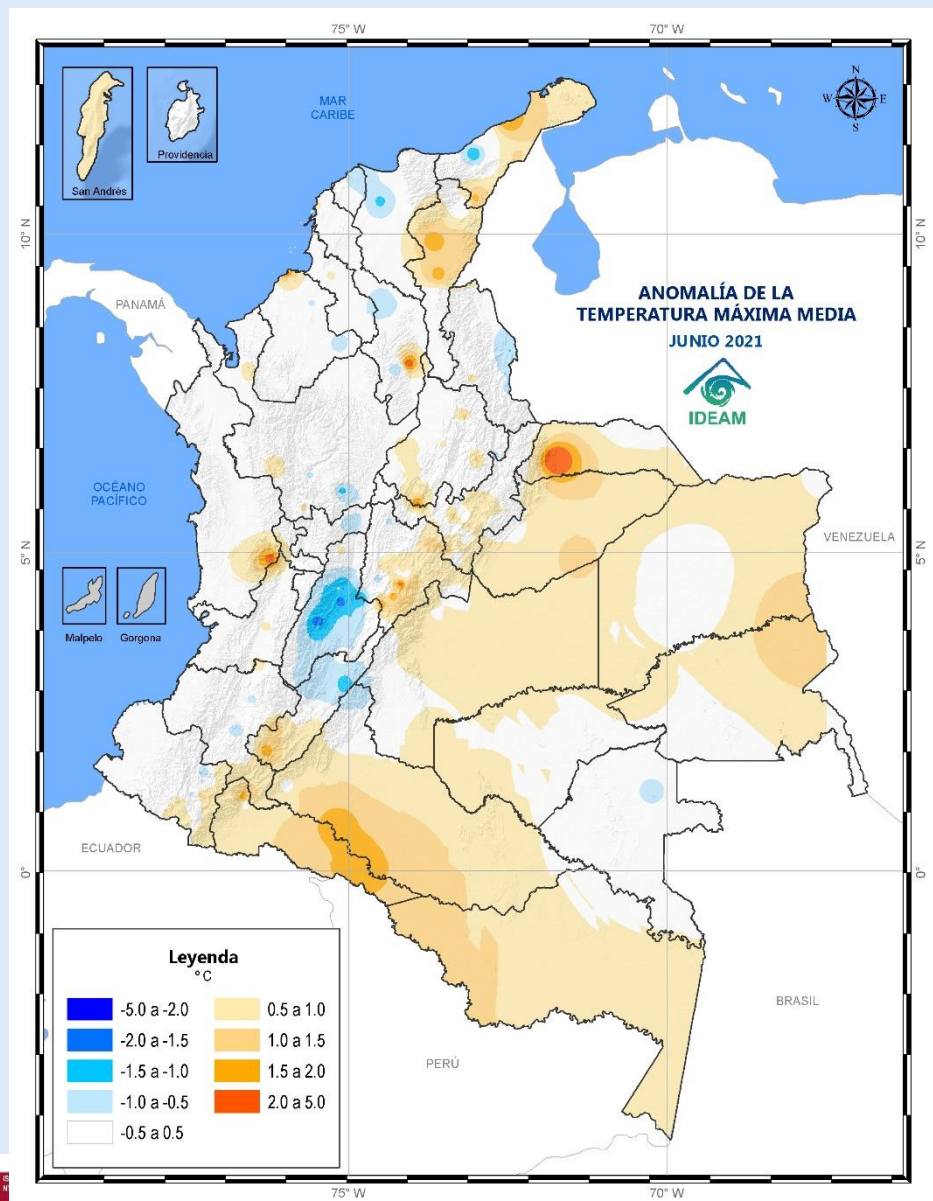 75° W
70° W
MAR
CARIBE
N
W
E
S
San Andrés
Providencia
10° N
10° N
PANAMÁ
ANOMALÍA DE LA
TEMPERATURA MÁXIMA MEDIA
JUNIO 2021
IDEAM
OCÉANO
PACÍFICO
VENEZUELA
5° N
5° N
Malpelo
Gorgona
ECUADOR
0°
0°
Leyenda
°C
-5.0 a -2.0
0.5 a 1.0
-2.0 a -1.5
1.0 a 1.5
-1.5 a -1.0
1.5 a 2.0
-1.0 a -0.5
2.0 a 5.0
-0.5 a 0.5
BRASIL
PERÚ
75° W
70° W